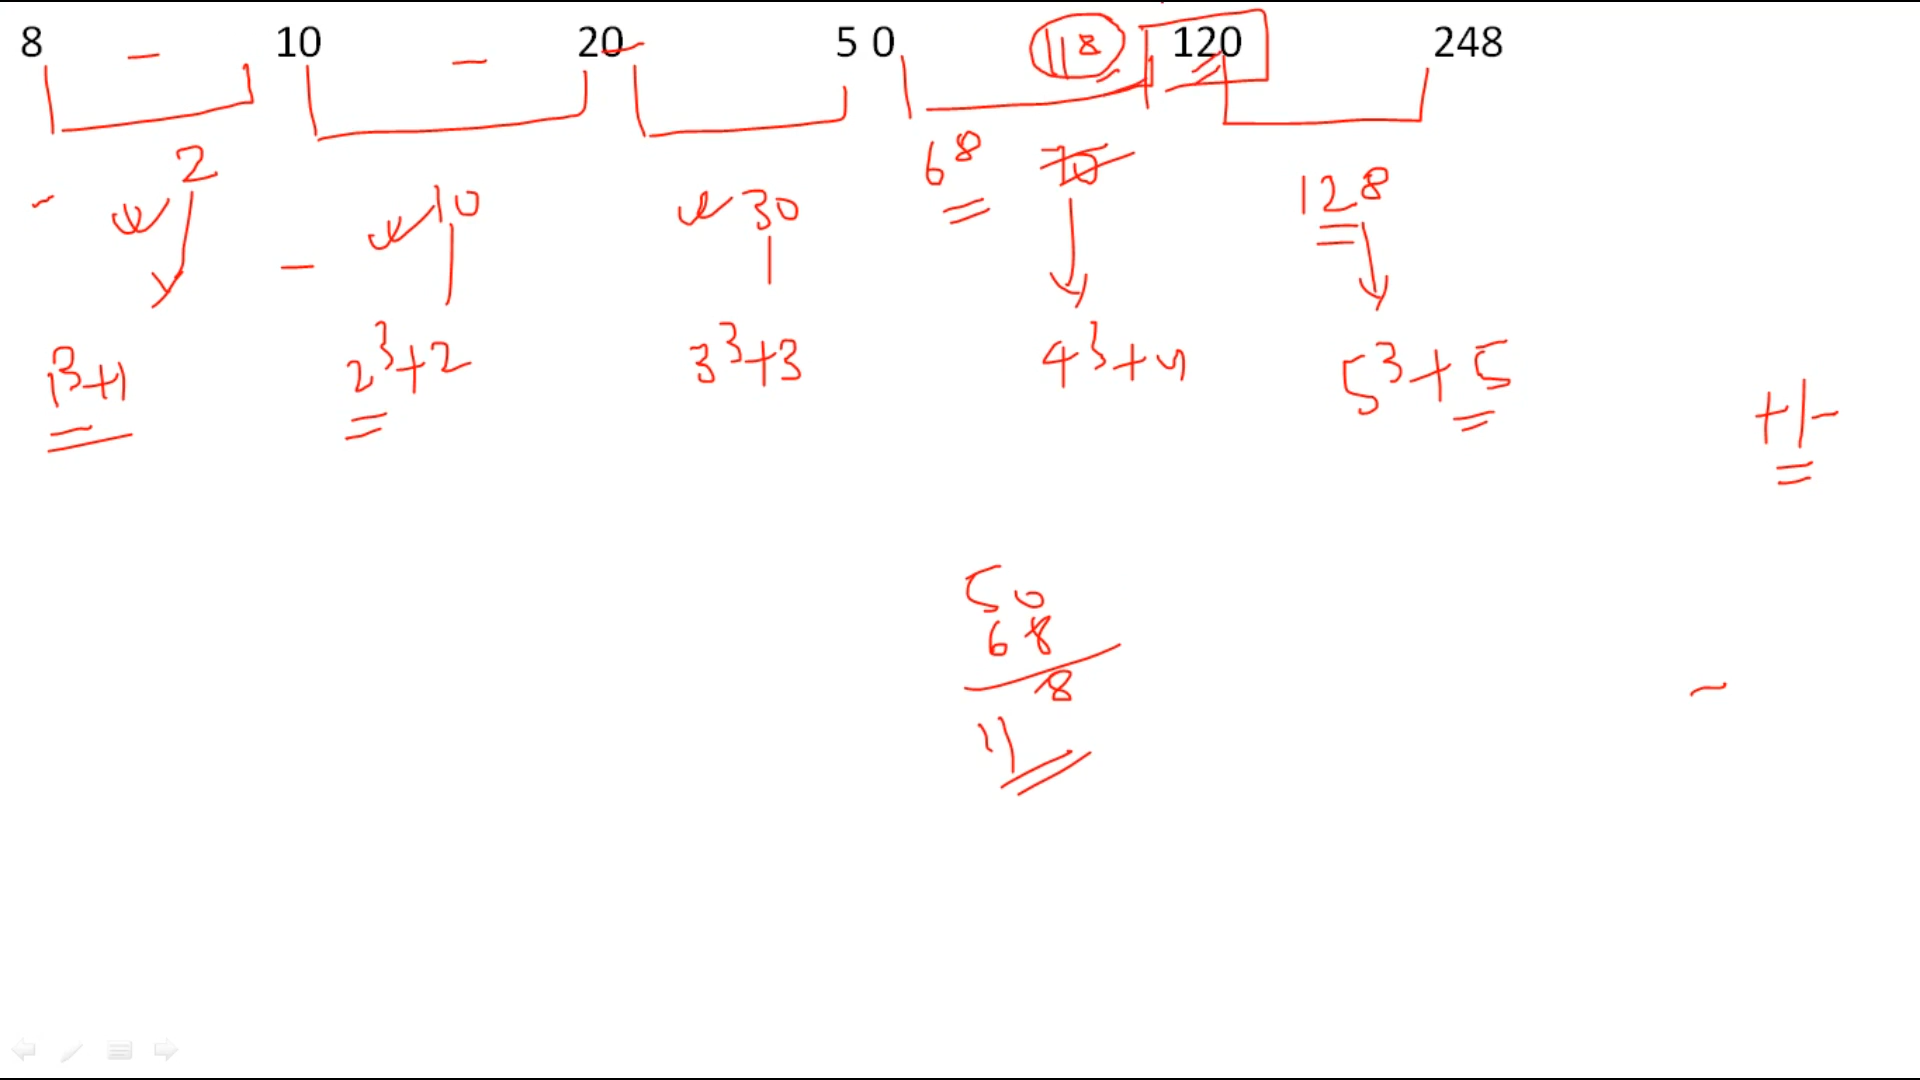 8 – 10 – 20 50 118 120 248
2 10 30 68 70 128
1³+1 2³+2 3³+3 4³+4 5³+5
+/-
50
68
8
11